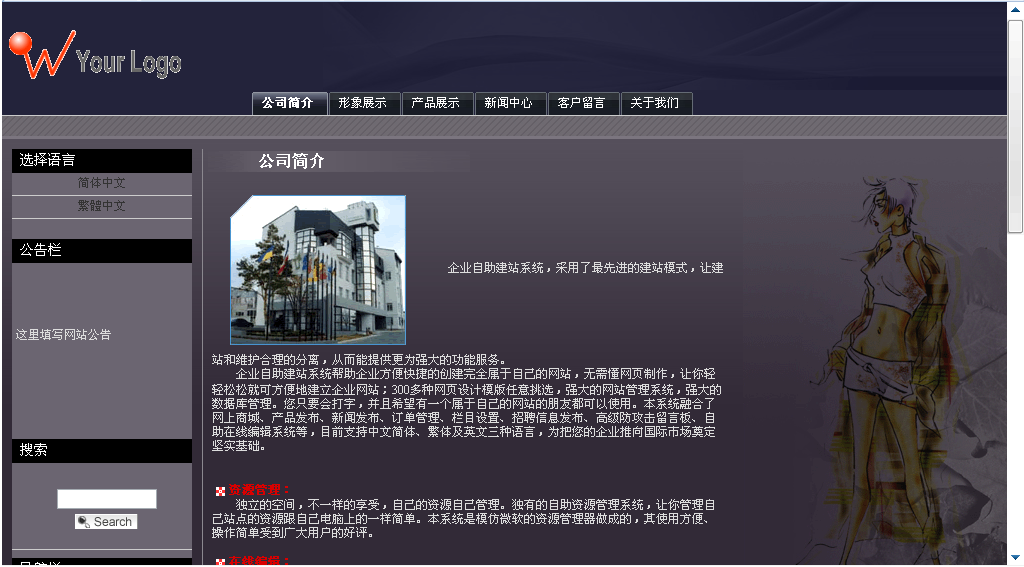 Your Logo
公司简介
形象展示
产品展示
新闻中心
客户留言
关于我们
选择语言
简体中文
繁體中文
公告栏
这里填写网站公告
搜索
Search
公司简介
企业自助建站系统，采用了最先进的建站模式，让建
站和维护合理的分离，从而能提供更为强大的功能服务。
企业自助建站系统帮助企业方便快捷的创建完全属于自己的网站，无需懂网页制作，让你轻
轻松松就可方便地建立企业网站；300多种网页设计模版任意挑选，强大的网站管理系统，强大的
数据库管理。您只要会打字，并且希望有一个属于自己的网站的朋友都可以使用。本系统融合了
网上商城、产品发布、新闻发布、订单管理、栏目设置、招聘信息发布、高级防攻击留言板、自
助在线编辑系统等，目前支持中文简体、繁体及英文三种语言，为把您的企业推向国际市场奠定
坚实基础。
资源管理：
独立的空间，不一样的享受，自己的资源自己管理。独有的自助资源管理系统，让你管理自
己站点的资源跟自己电脑上的一样简单。本系统是模仿微软的资源管理器做成的，其使用方便、
操作简单受到广大用户的好评。